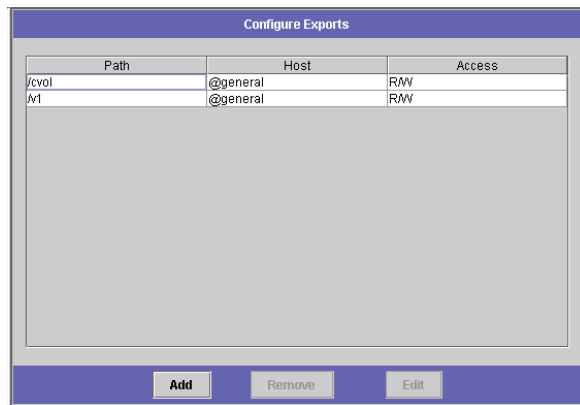 Configure Exports
Path Host Access
/cvol @general R/W
/v1 @general R/W
Add Remove Edit